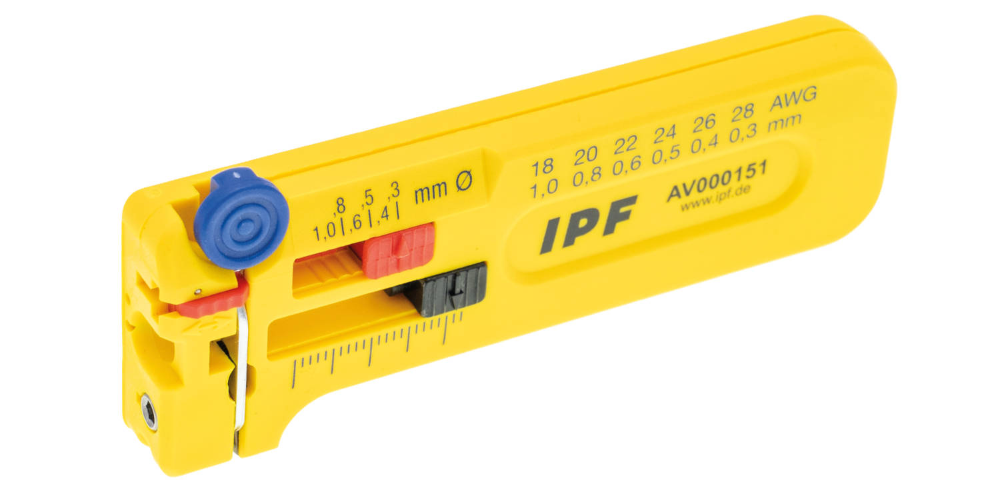 ,8 ,5 ,3
1,0 ,6 ,4 mm Ø
18 20 22 24 26 28 AWG
1,0 0,8 0,6 0,5 0,4 0,3 mm
IPF
AV000151
www.ipf.de